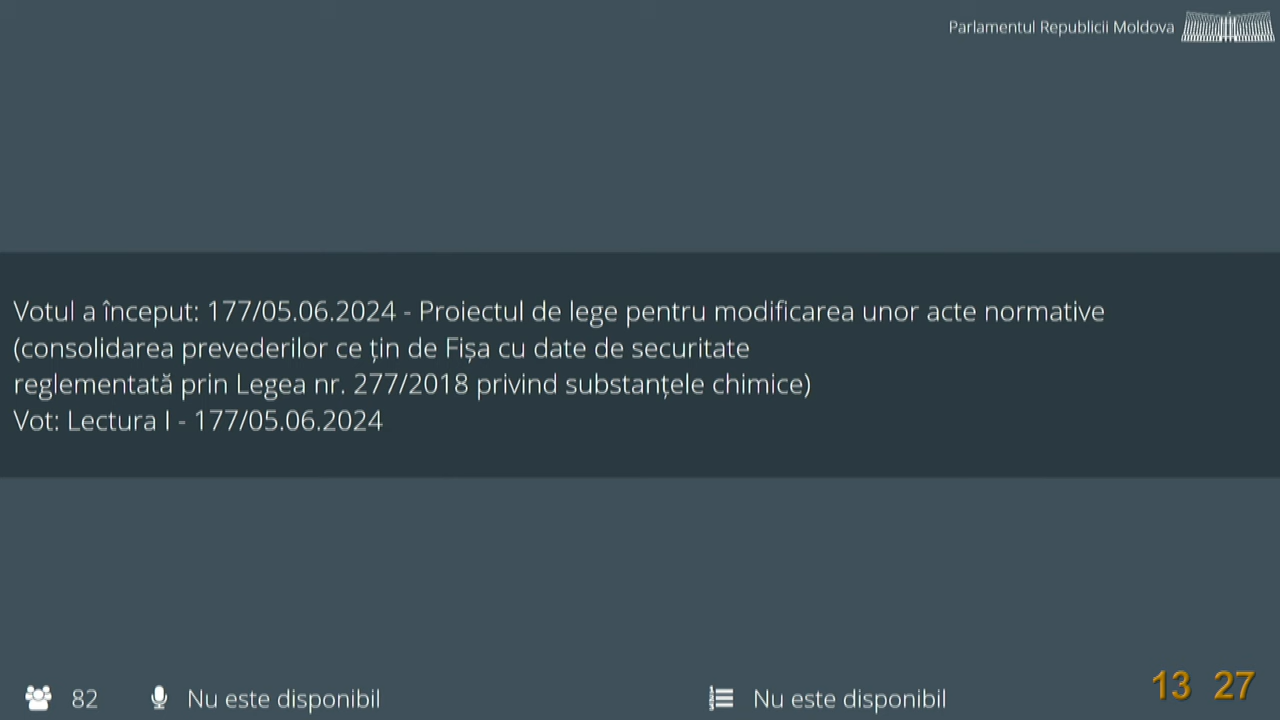 Parlamentul Republicii Moldova
Votul a început: 177/05.06.2024 - Proiectul de lege pentru modificarea unor acte normative
(consolidarea prevederilor ce țin de Fișa cu date de securitate
reglementată prin Legea nr. 277/2018 privind substanțele chimice)
Vot: Lectura I - 177/05.06.2024
82 Nu este disponibil Nu este disponibil 13 27